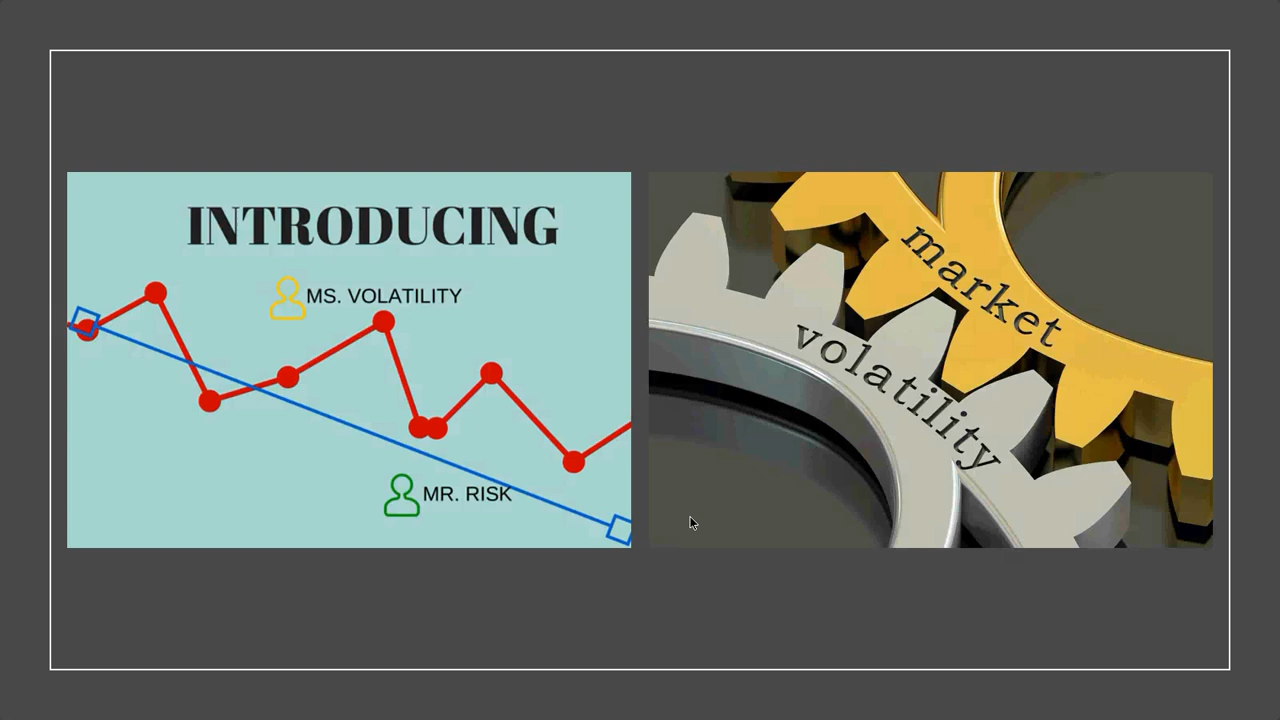 INTRODUCING
MS. VOLATILITY
MR. RISK
market
volatility